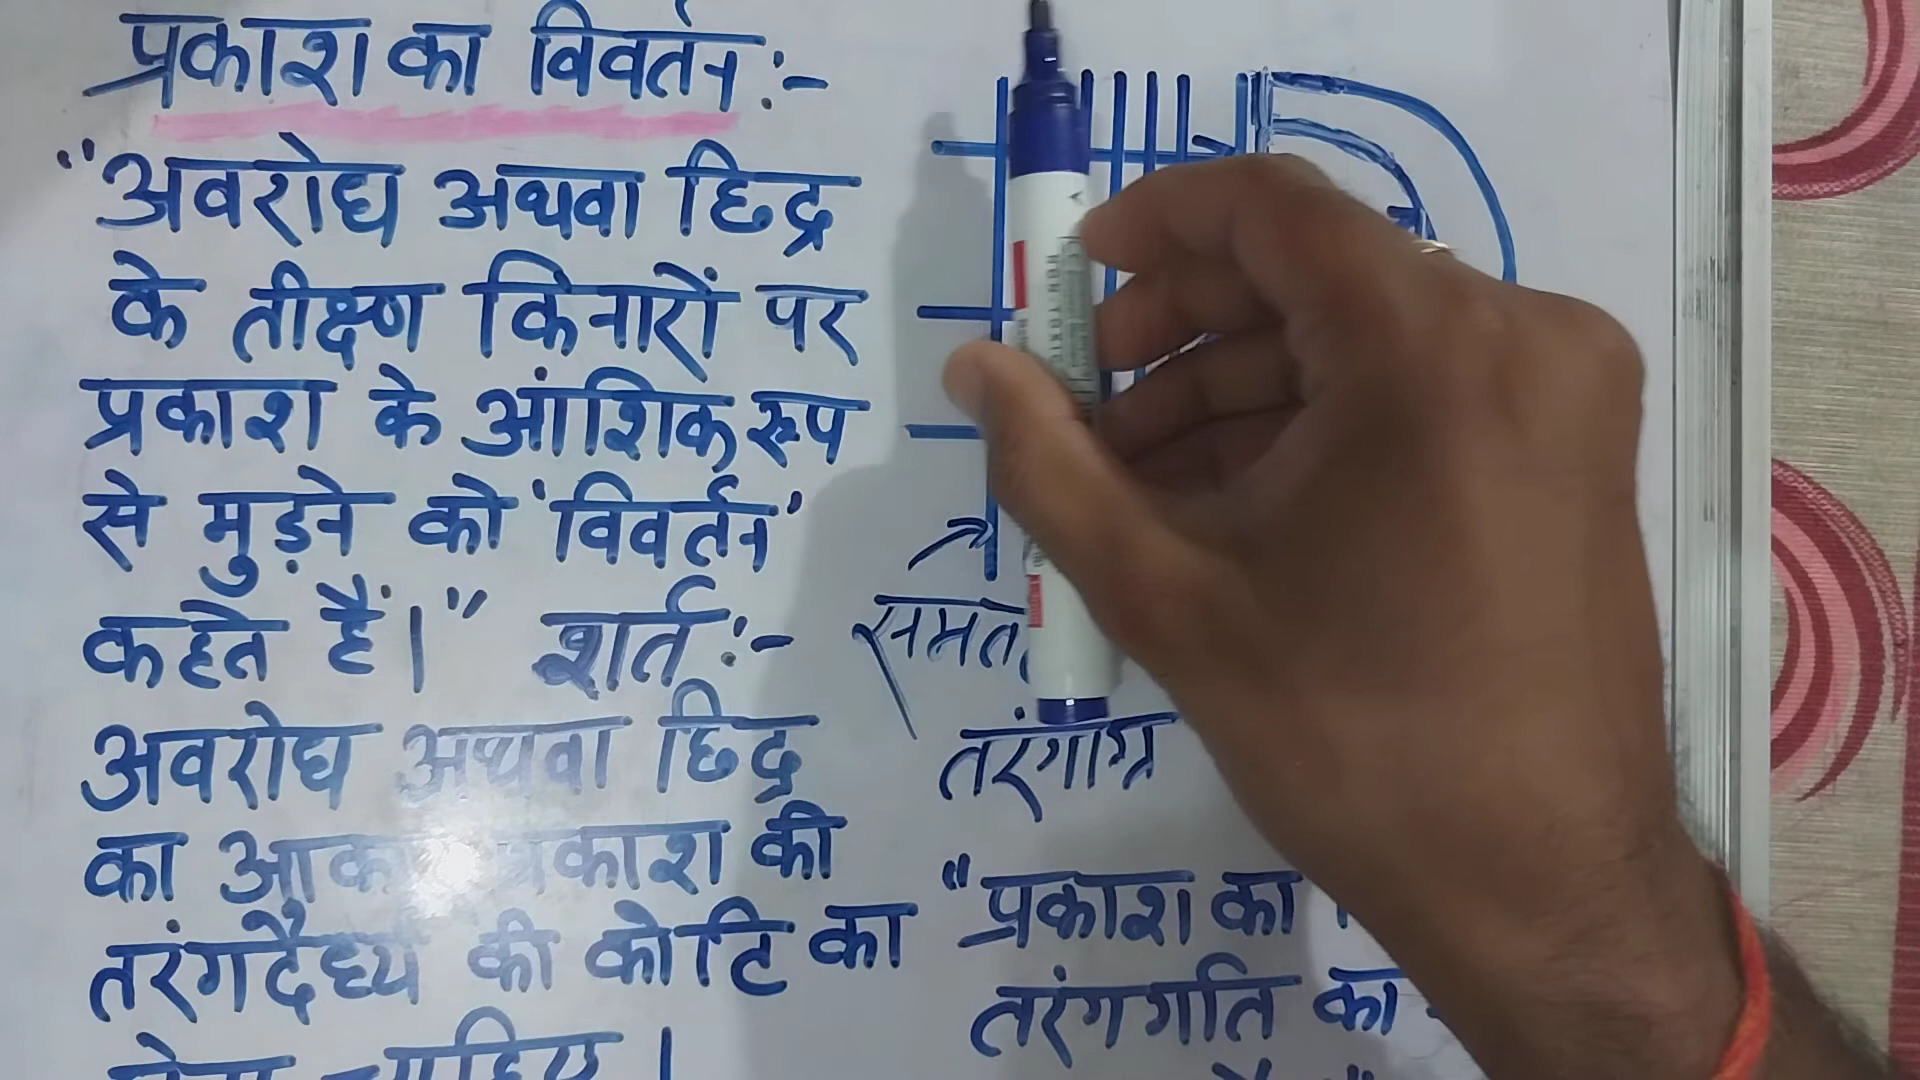 प्रकाश का विवर्तन :-
"अवरोध अथवा छिद्र
के तीक्ष्ण किनारों पर
प्रकाश के आंशिक रूप
से मुड़ने को 'विवर्तन'
कहते हैं।" शर्त :-
अवरोध अथवा छिद्र
का प्रकाश की
तरंगदैर्ध्य की कोटि का
तरंगाग्र
"प्रकाश का
तरंगगति का